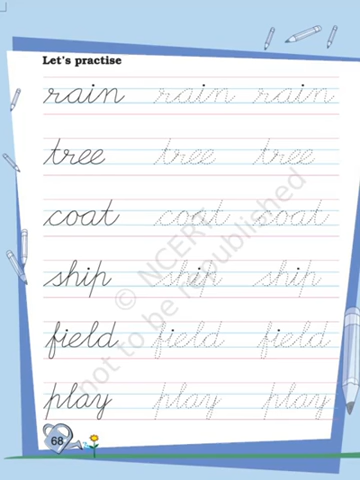 Let's practise
rain rain rain
tree tree tree
coat coat coat
ship ship ship
field field field
play play play
© NCERT
not to be republished
68